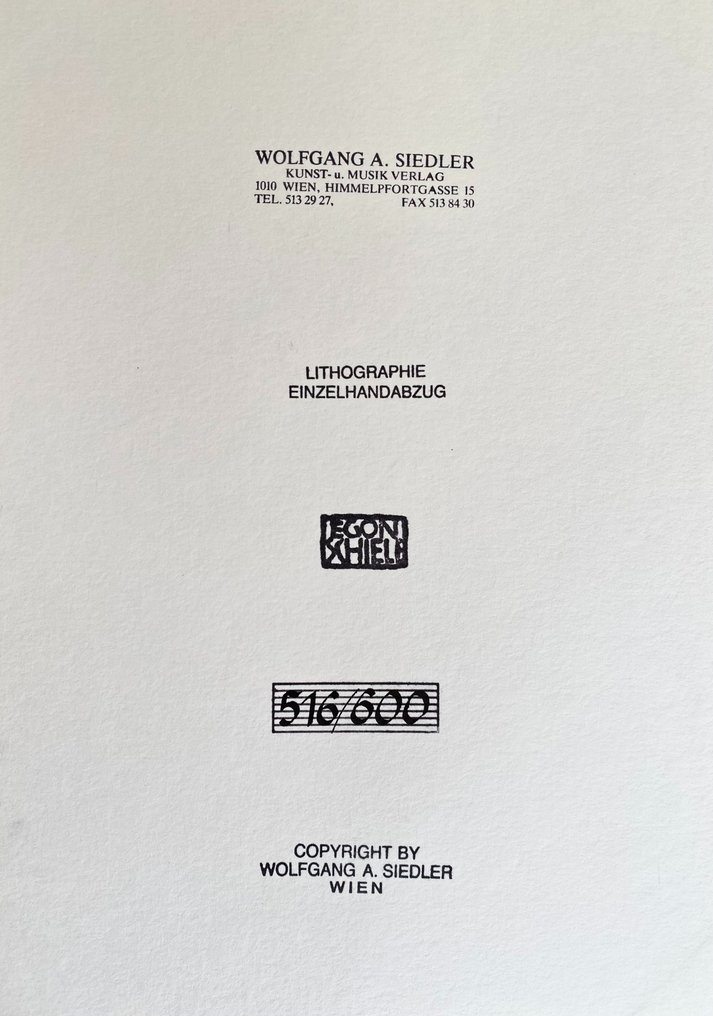 WOLFGANG A. SIEDLER
KUNST- u. MUSIK VERLAG
1010 WIEN, HIMMELPFORTGASSE 15
TEL. 513 29 27, FAX 513 84 30
LITHOGRAPHIE
EINZELHANDABZUG
EGON
SCHIELE
516/600
COPYRIGHT BY
WOLFGANG A. SIEDLER
WIEN